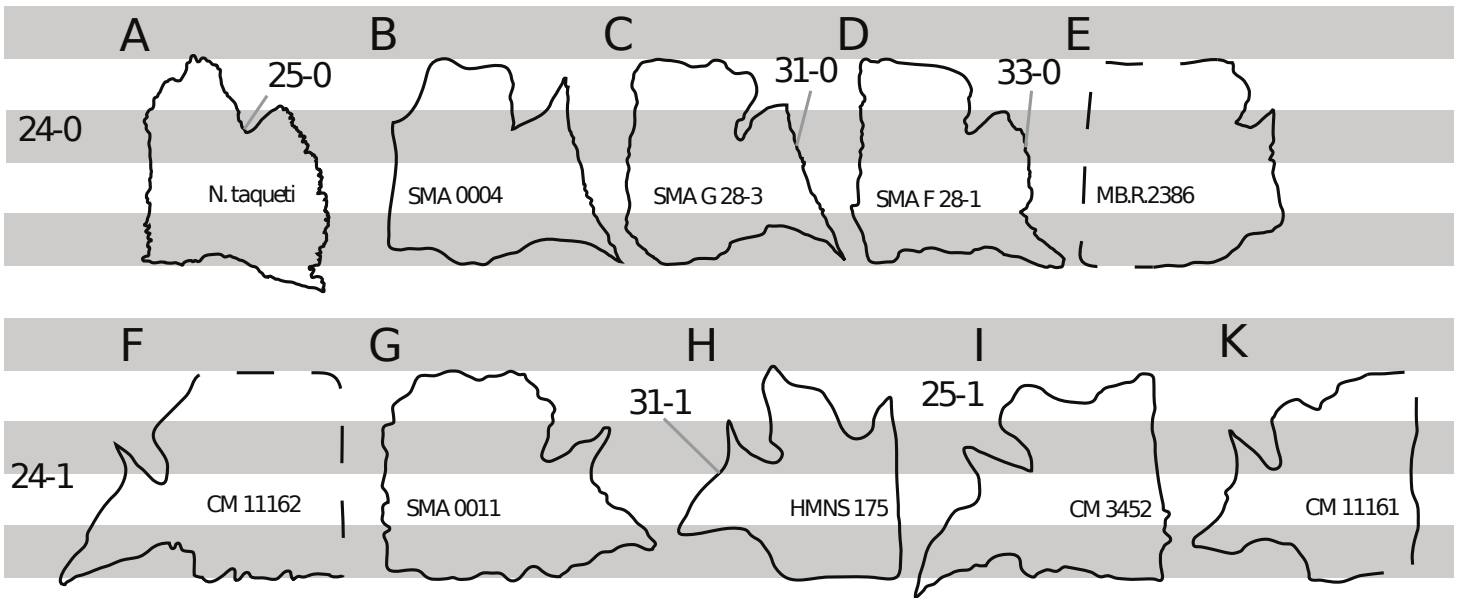 A B C D E
25-0 31-0 33-0
24-0
N. taqueti SMA 0004 SMA G 28-3 SMA F 28-1 MB.R.2386
F G H I K
31-1 25-1
24-1
CM 11162 SMA 0011 HMNS 175 CM 3452 CM 11161